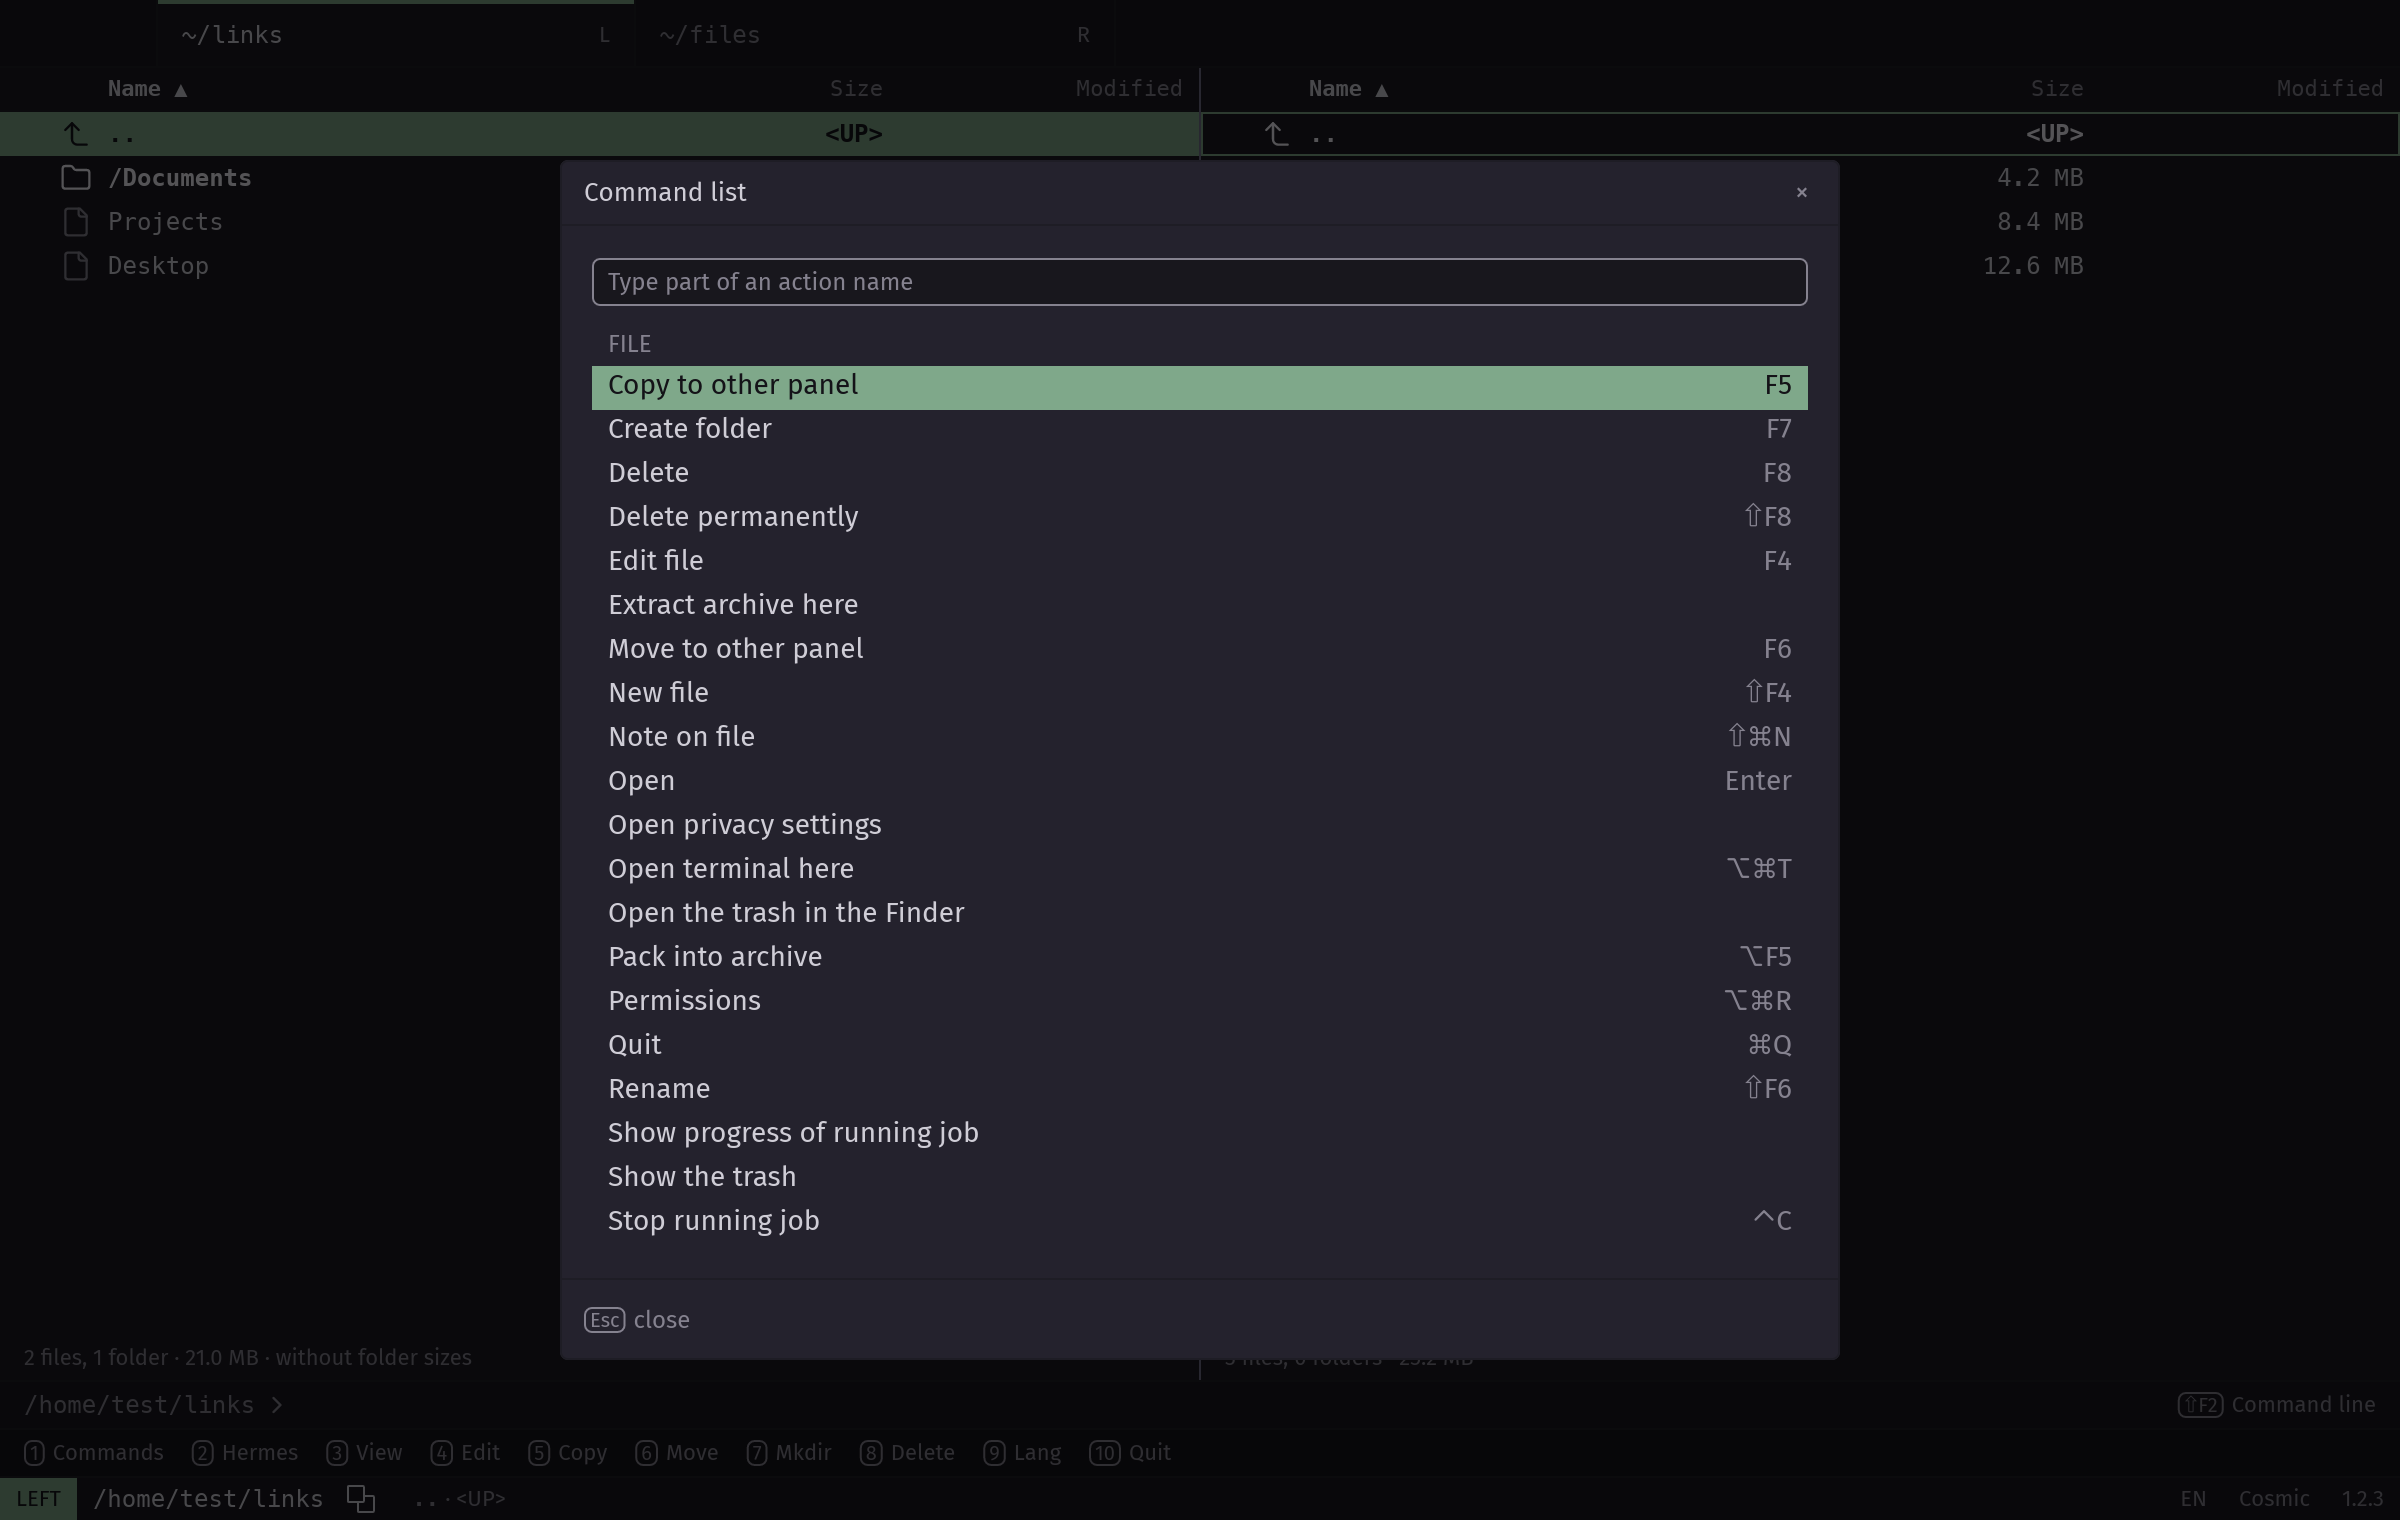 ~/links L ~/files R
Name ▲ Size Modified Name ▲ Size Modified
.. <UP> .. <UP>
/Documents 4.2 MB
Projects 8.4 MB
Desktop 12.6 MB
Command list ×
Type part of an action name
FILE
Copy to other panel F5
Create folder F7
Delete F8
Delete permanently ⇧F8
Edit file F4
Extract archive here
Move to other panel F6
New file ⇧F4
Note on file ⇧⌘N
Open Enter
Open privacy settings
Open terminal here ⌥⌘T
Open the trash in the Finder
Pack into archive ⌥F5
Permissions ⌥⌘R
Quit ⌘Q
Rename ⇧F6
Show progress of running job
Show the trash
Stop running job ^C
Esc close
2 files, 1 folder · 21.0 MB · without folder sizes
/home/test/links > ⇧F2 Command line
1 Commands 2 Hermes 3 View 4 Edit 5 Copy 6 Move 7 Mkdir 8 Delete 9 Lang 10 Quit
LEFT /home/test/links .. · <UP> EN Cosmic 1.2.3